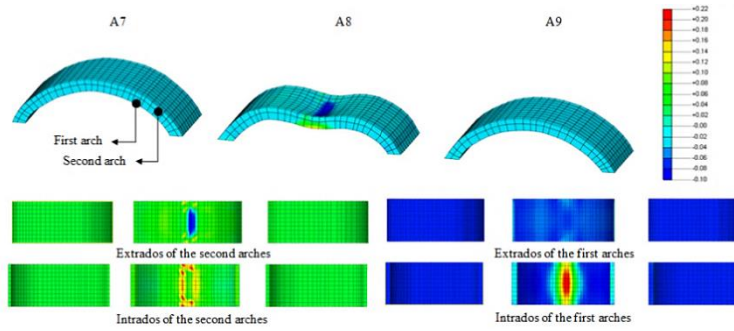 A7 A8 A9
First arch
Second arch
+0.22
+0.20
+0.18
+0.16
+0.14
+0.12
+0.10
+0.08
+0.06
+0.04
+0.02
-0.00
-0.02
-0.04
-0.06
-0.08
-0.10
Extrados of the second arches
Extrados of the first arches
Intrados of the second arches
Intrados of the first arches